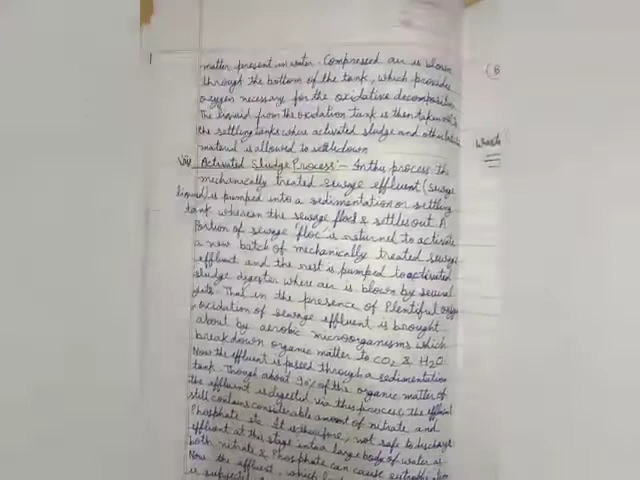 matter present in water. Compressed air is blown
through the bottom of the tank, which provides
oxygen necessary for the oxidative decomposition
The liquid from the oxidation tank is then taken
the settling tanks where activated sludge and other
material is allowed to settle down
Activated Sludge Process :- In this process the
mechanically treated sewage effluent (sewage
liquid) is pumped into a sedimentation or settling
tank wherein the sewage flocks settles out. A
Portion of sewage 'floc' is returned to activate
a new batch of mechanically treated sewage
effluent and the rest is pumped to activated
sludge digester where air is blown by several
jets. That in the presence of Plentiful
oxidation of sewage effluent is brought
about by aerobic microorganisms which
breakdown organic matter to CO2 & H2O.
Now the effluent is passed through a sedimentation
tank. Though about 90% of the organic matter of
the effluent is digested via this process, the effluent
still contains considerable amount of nitrate and
Phosphate etc. It is therefore, not safe to discharge
effluent at this stage into a large body of water as
both nitrate & Phosphate can cause
Now the effluent, which
is
(B